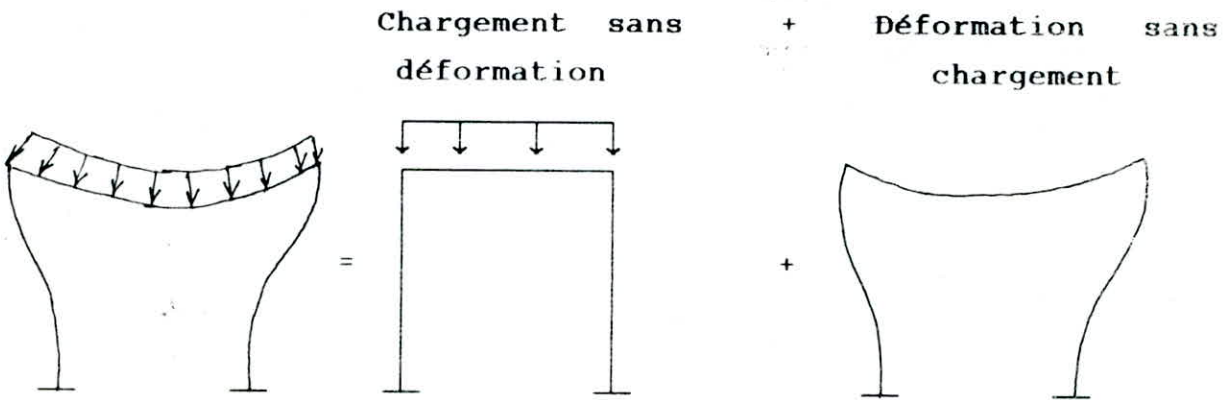 Chargement sans + Déformation sans
déformation chargement
= +